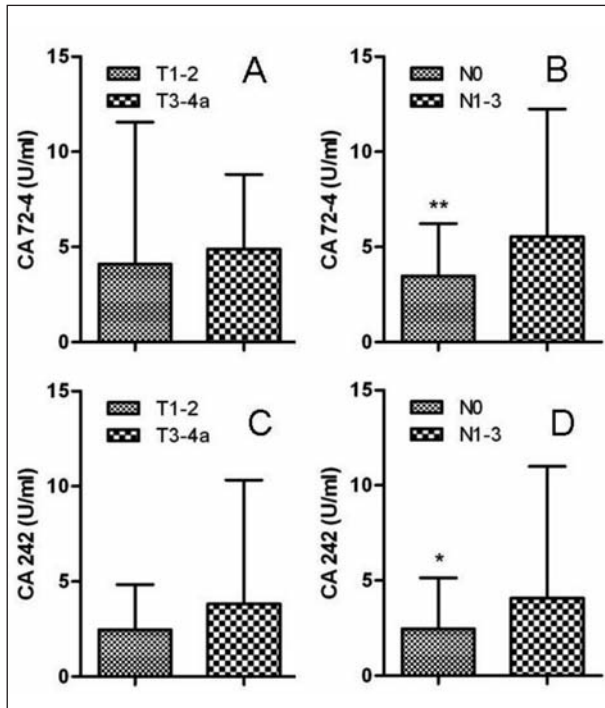 15
10
5
0
CA 72-4 (U/ml)
T1-2
T3-4a
A
15
10
5
0
CA 72-4 (U/ml)
N0
N1-3
B
**
15
10
5
0
CA 242 (U/ml)
T1-2
T3-4a
C
15
10
5
0
CA 242 (U/ml)
N0
N1-3
D
*